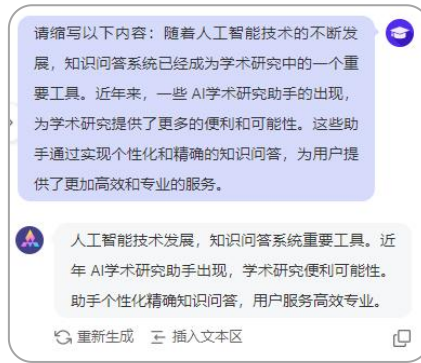 请缩写以下内容：随着人工智能技术的不断发
展，知识问答系统已经成为学术研究中的一个重
要工具。近年来，一些 AI学术研究助手的出现，
为学术研究提供了更多的便利和可能性。这些助
手通过实现个性化和精确的知识问答，为用户提
供了更加高效和专业的服务。
人工智能技术发展，知识问答系统重要工具。近
年 AI学术研究助手出现，学术研究便利可能性。
助手个性化精确知识问答，用户服务高效专业。
重新生成 插入文本区